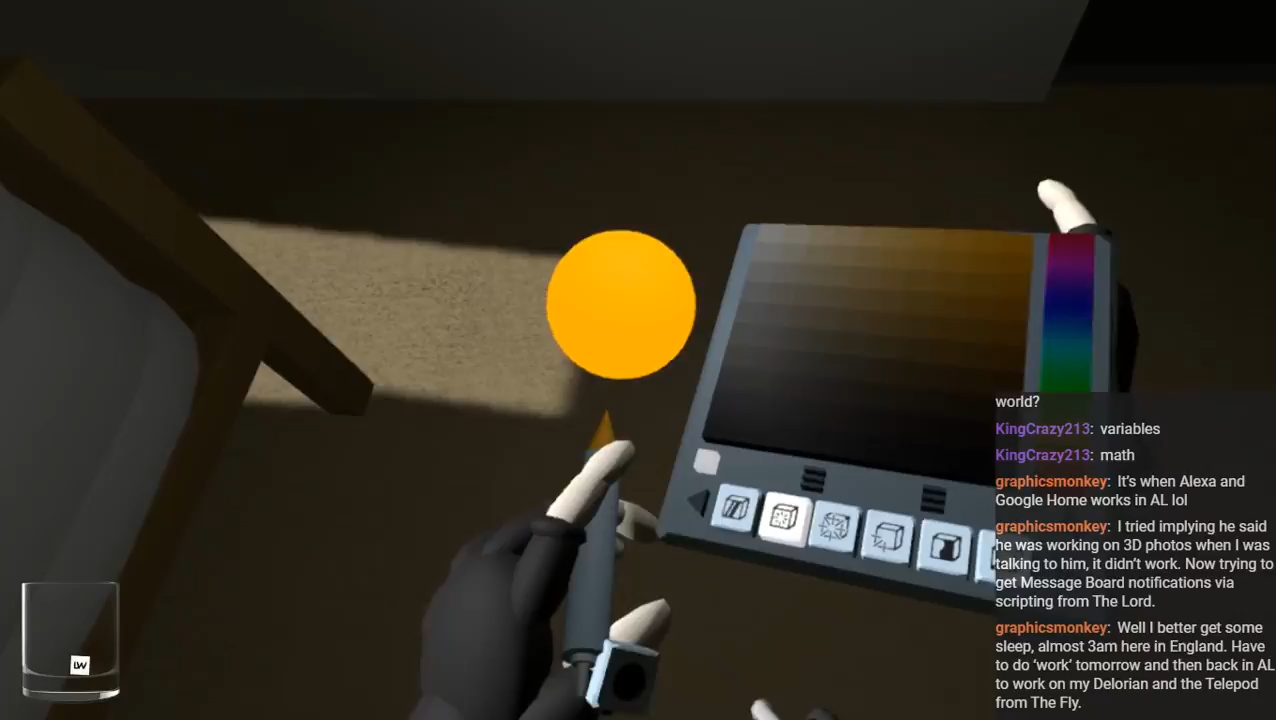 world?
KingCrazy213: variables
KingCrazy213: math
graphicsmonkey: It's when Alexa and
Google Home works in AL lol
graphicsmonkey: I tried implying he said
he was working on 3D photos when I was
talking to him, it didn't work. Now trying to
get Message Board notifications via
scripting from The Lord.
graphicsmonkey: Well I better get some
sleep, almost 3am here in England. Have
to do ‘work’ tomorrow and then back in AL
to work on my Delorian and the Telepod
from The Fly.
LW